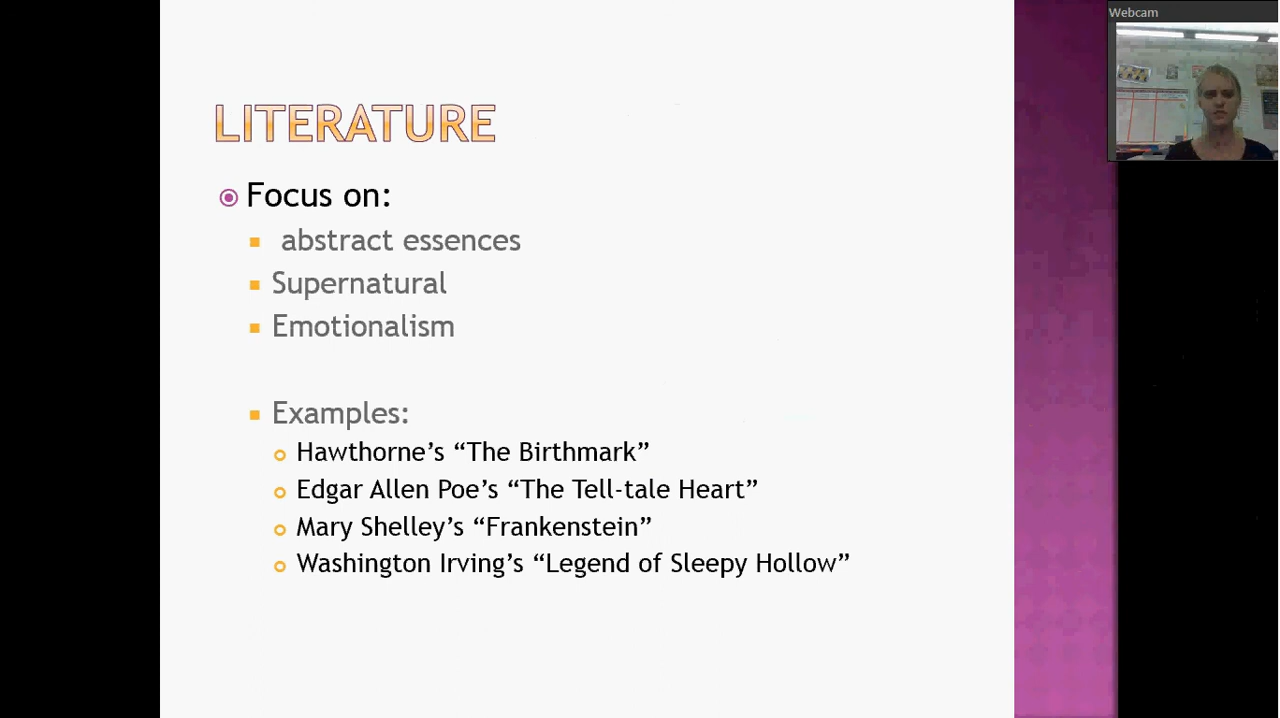 Webcam
LITERATURE
Focus on:
abstract essences
Supernatural
Emotionalism
Examples:
Hawthorne’s “The Birthmark”
Edgar Allen Poe’s “The Tell-tale Heart”
Mary Shelley’s “Frankenstein”
Washington Irving’s “Legend of Sleepy Hollow”